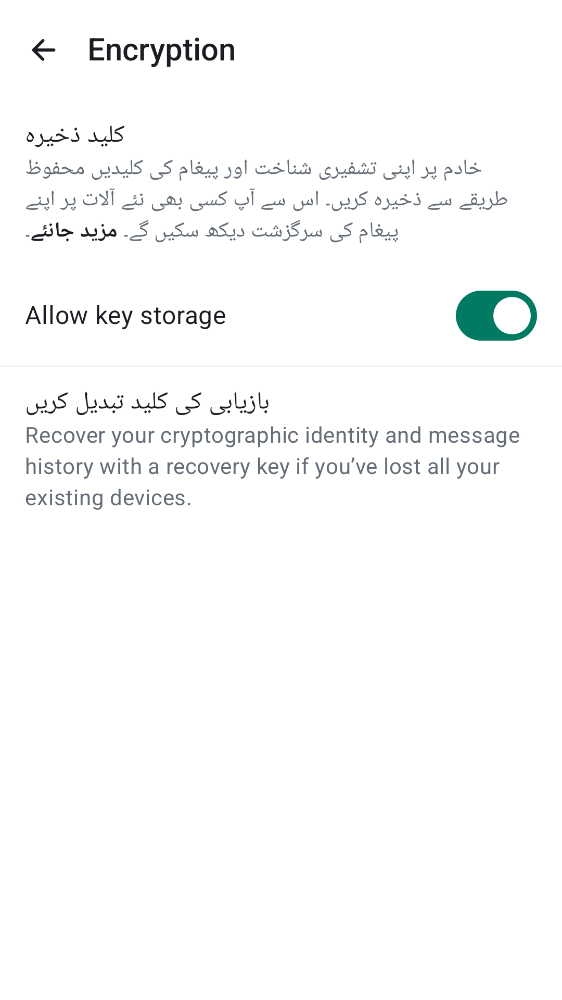 Encryption
کلید ذخیرہ
خادم پر اپنی تشفیری شناخت اور پیغام کی کلیدیں محفوظ
طریقے سے ذخیرہ کریں۔ اس سے آپ کسی بھی نئے آلات پر اپنے
پیغام کی سرگزشت دیکھ سکیں گے۔ مزید جانئے۔
Allow key storage
بازیابی کی کلید تبدیل کریں
Recover your cryptographic identity and message
history with a recovery key if you’ve lost all your
existing devices.